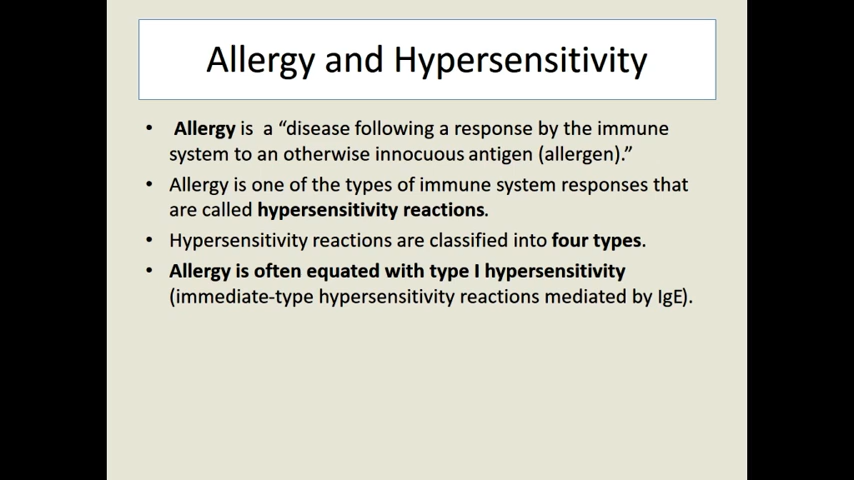 Allergy and Hypersensitivity
• Allergy is a “disease following a response by the immune
system to an otherwise innocuous antigen (allergen).”
• Allergy is one of the types of immune system responses that
are called hypersensitivity reactions.
• Hypersensitivity reactions are classified into four types.
• Allergy is often equated with type I hypersensitivity
(immediate-type hypersensitivity reactions mediated by IgE).